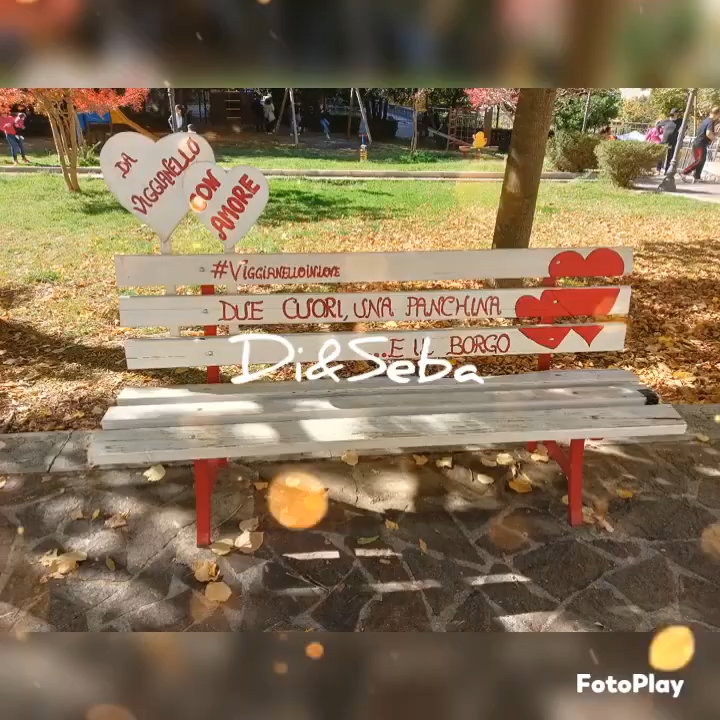 DA
VIGGIANELLO
CON
AMORE
#VIGGIANELLOINLOVE
DUE CUORI, UNA PANCHINA
...E UN BORGO
Di&Seba
FotoPlay